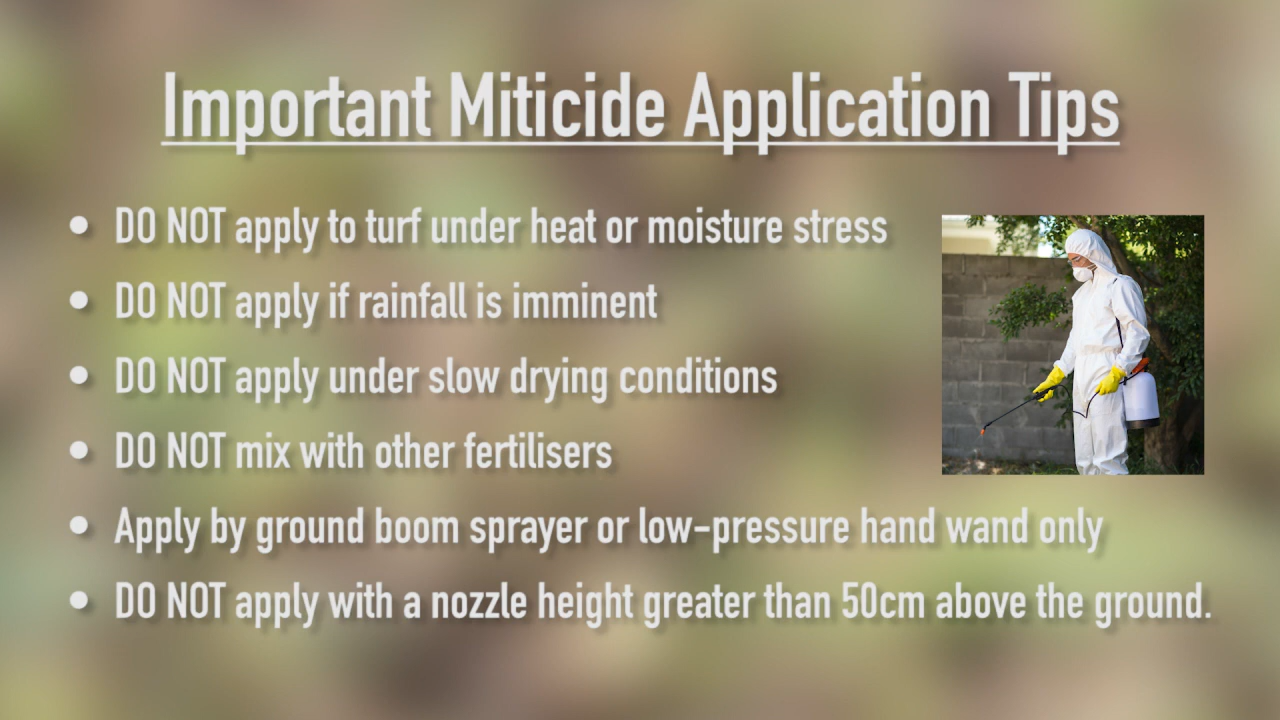 Important Miticide Application Tips
• DO NOT apply to turf under heat or moisture stress
• DO NOT apply if rainfall is imminent
• DO NOT apply under slow drying conditions
• DO NOT mix with other fertilisers
• Apply by ground boom sprayer or low-pressure hand wand only
• DO NOT apply with a nozzle height greater than 50cm above the ground.